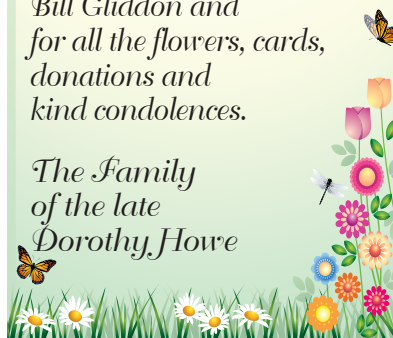 Bill Gliddon and
for all the flowers, cards,
donations and
kind condolences.
The Family
of the late
Dorothy Howe